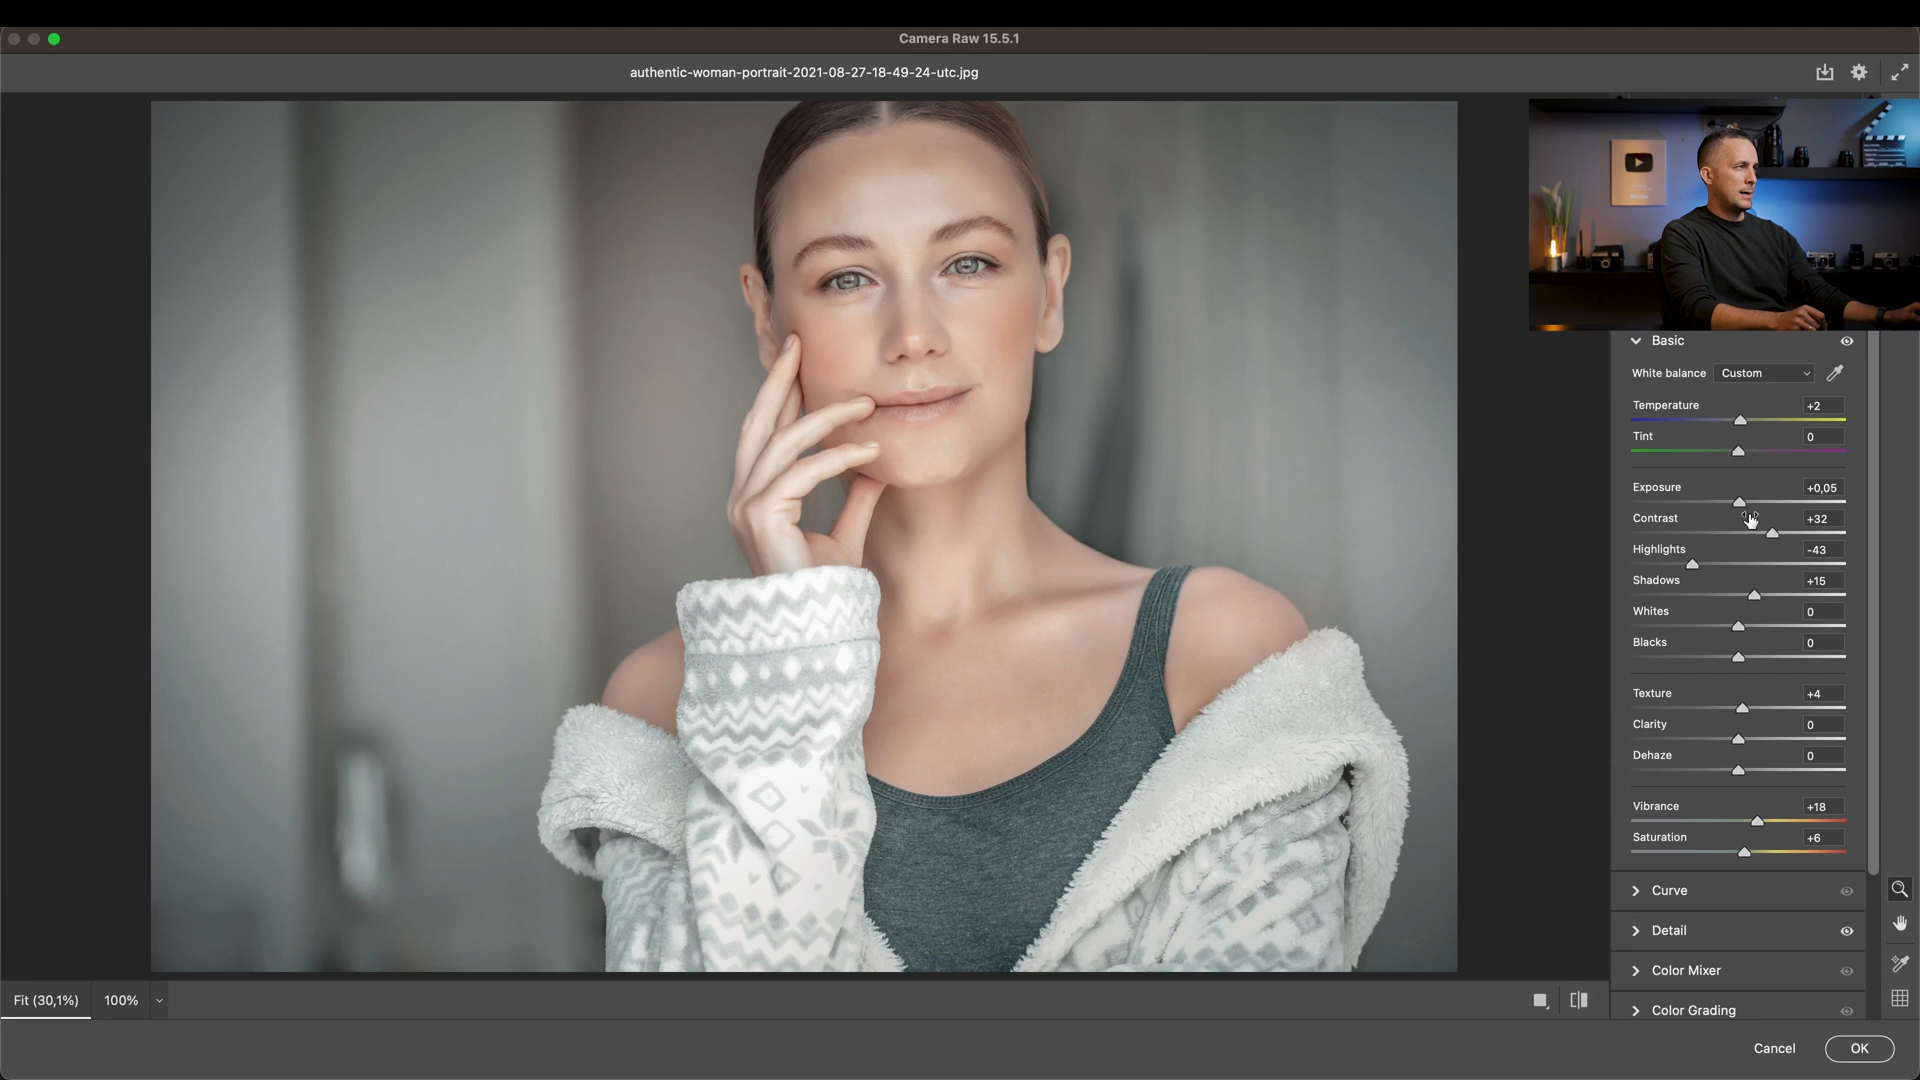 Camera Raw 15.5.1
authentic-woman-portrait-2021-08-27-18-49-24-utc.jpg
Basic
White balance Custom
Temperature +2
Tint 0
Exposure +0,05
Contrast +32
Highlights -43
Shadows +15
Whites 0
Blacks 0
Texture +4
Clarity 0
Dehaze 0
Vibrance +18
Saturation +6
Curve
Detail
Color Mixer
Color Grading
Fit (30,1%) 100%
Cancel OK